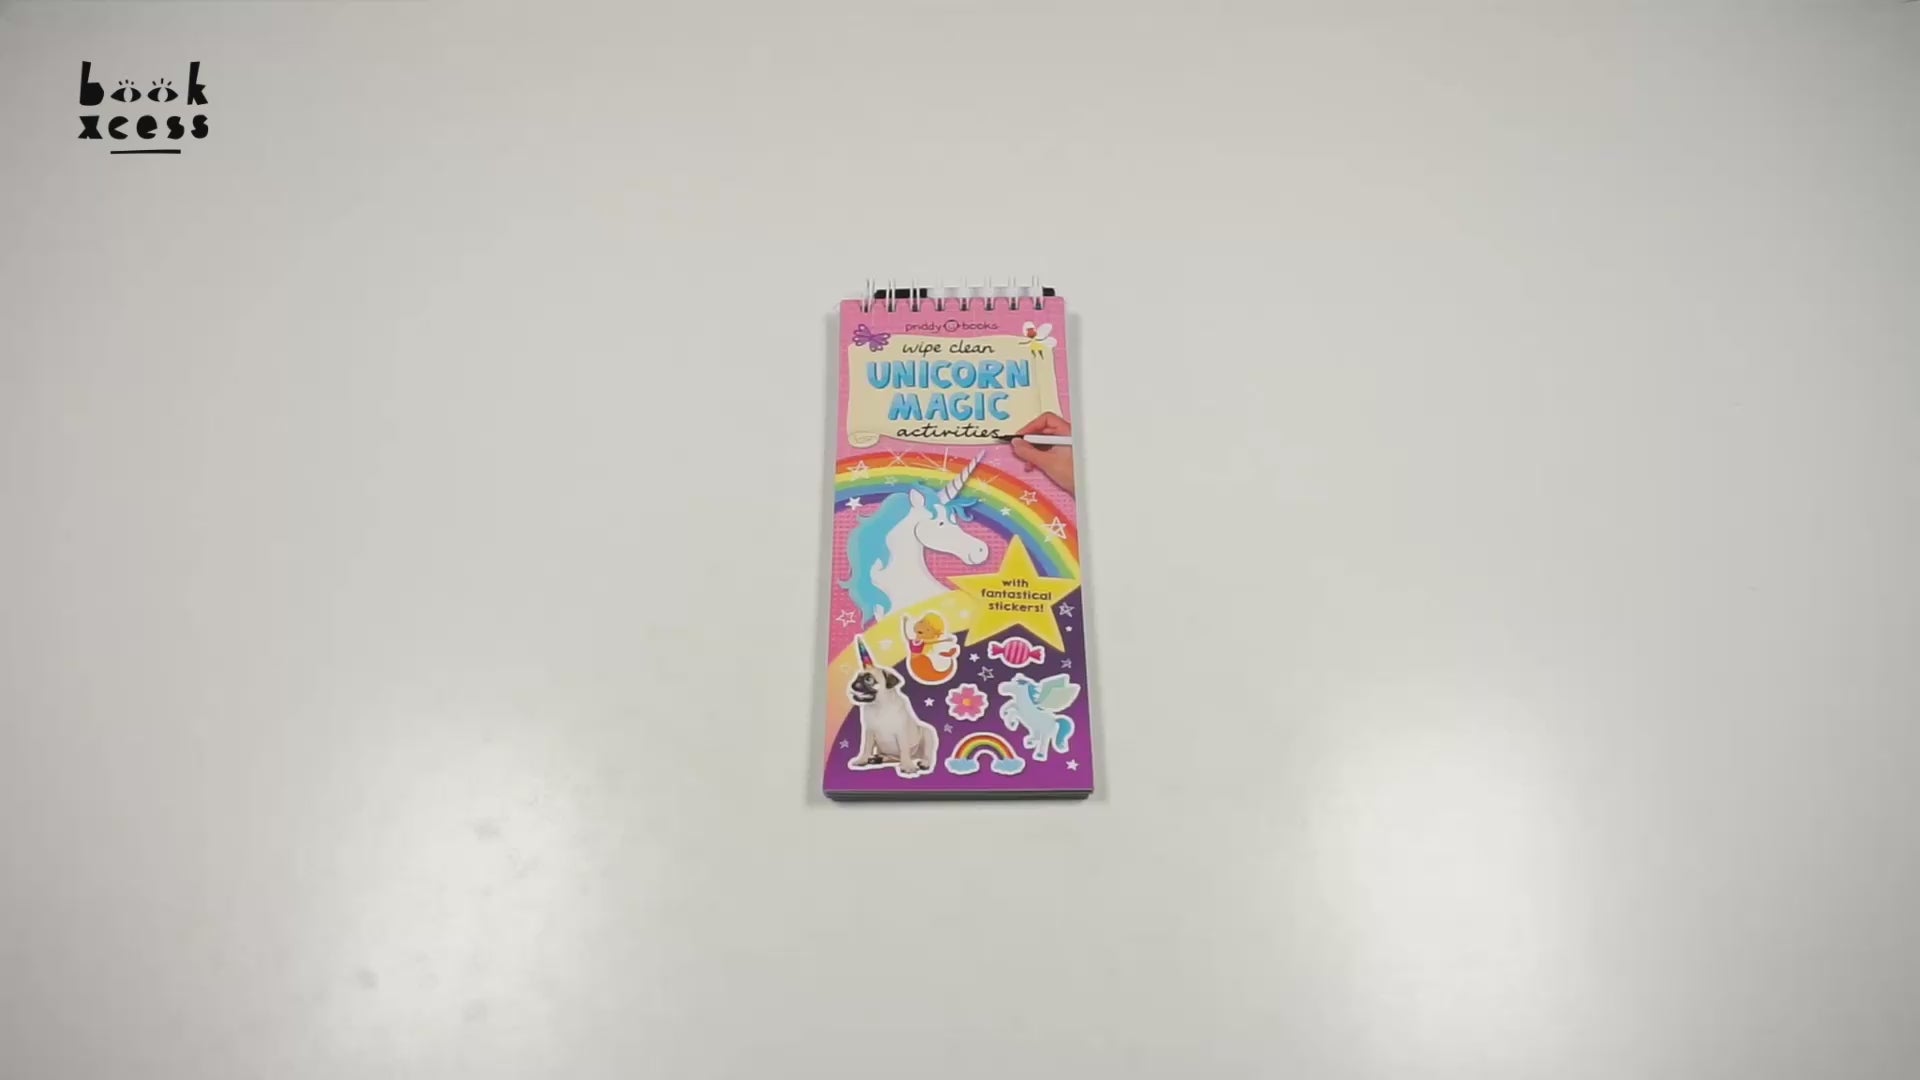 book
xcess
priddy books
wipe clean
UNICORN
MAGIC
activities
with
fantastical
stickers!